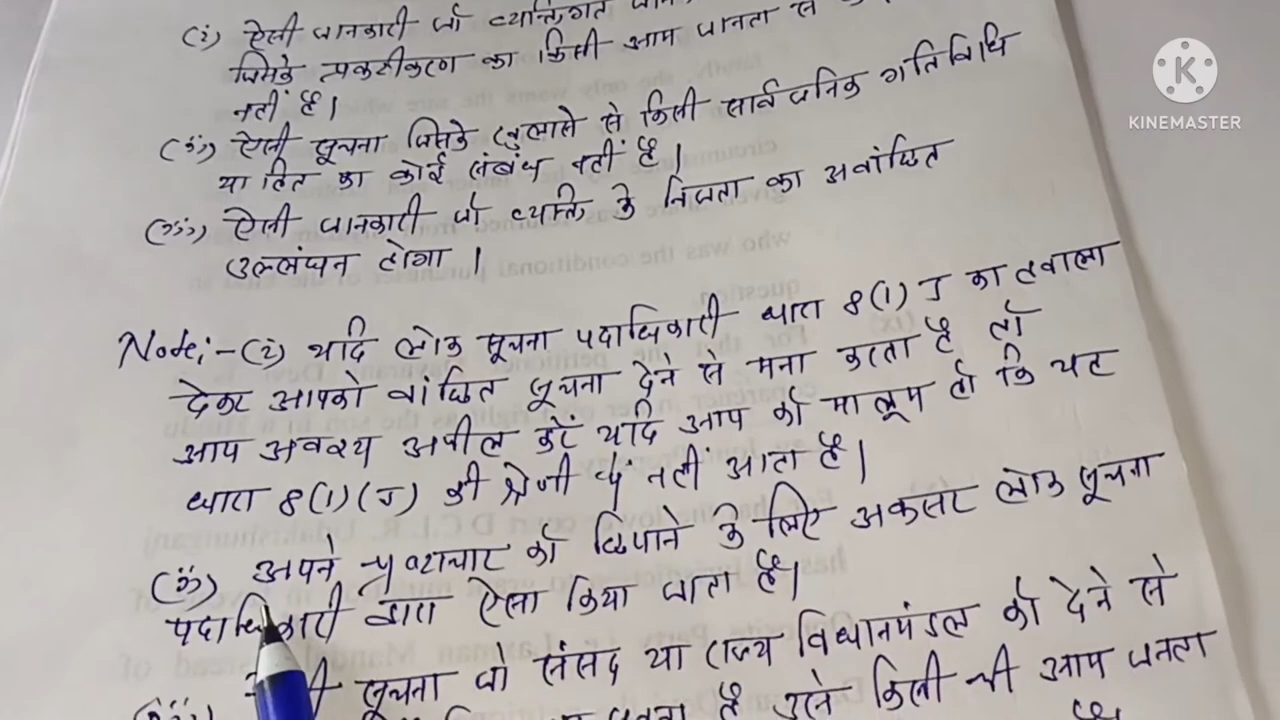 (i) ऐसी जानकारी जो व्यक्तिगत
जिसके प्रकटीकरण का किसी आम जनता से
नहीं है।
(ii) ऐसी सूचना जिसके खुलासे से किसी सार्वजनिक गतिविधि
या हित का कोई संबंध नहीं है।
(iii) ऐसी जानकारी जो व्यक्ति के निजता का अवांछित
उल्लंघन होगा।
Note:- (i) यदि लोक सूचना पदाधिकारी धारा 8(1) J का हवाला
देकर आपको वांछित सूचना देने से मना करता है तो
आप अवश्य अपील करें यदि आप को मालूम हो कि यह
धारा 8(1)(J) की श्रेणी में नहीं आता है।
(ii) अपने भ्रष्टाचार को छिपाने के लिए अकसर लोक सूचना
पदाधिकारी द्वारा ऐसा किया जाता है।
(iii) सूचना जो संसद या राज्य विधानमंडल को देने से
है उसे किसी भी आम जनता
KINEMASTER